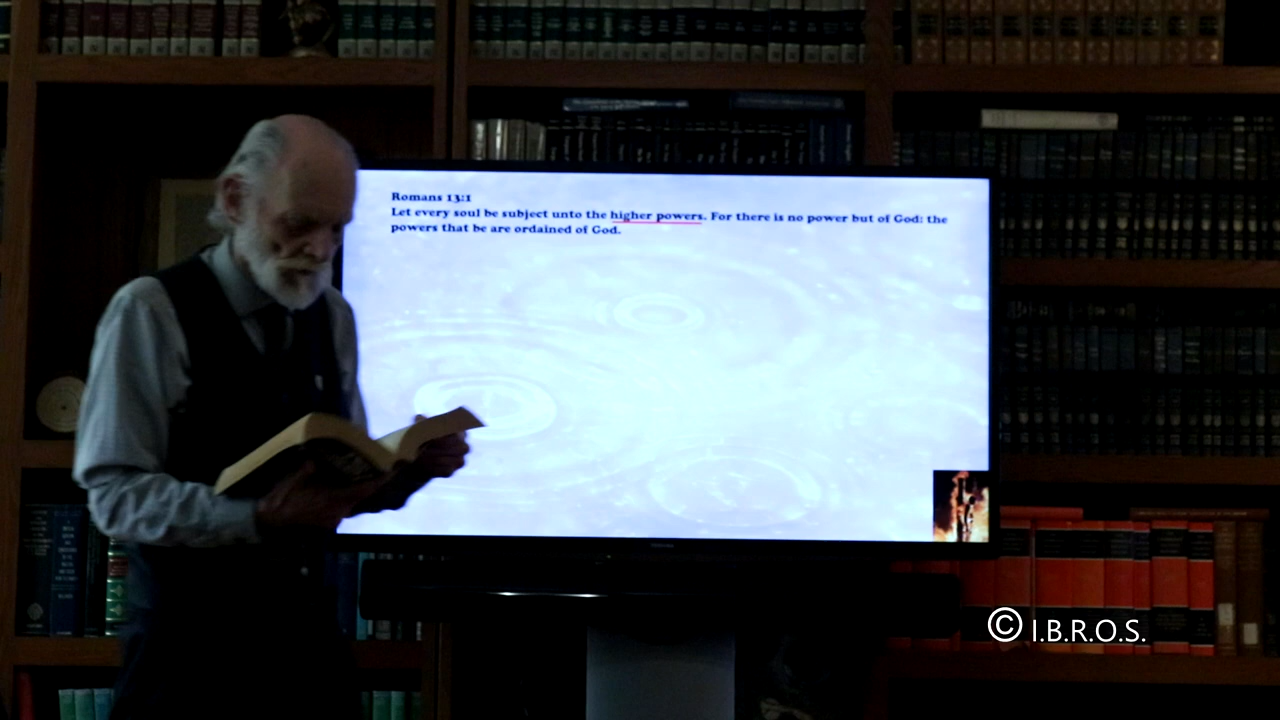 Romans 13:1
Let every soul be subject unto the higher powers. For there is no power but of God: the
powers that be are ordained of God.
© I.B.R.O.S.